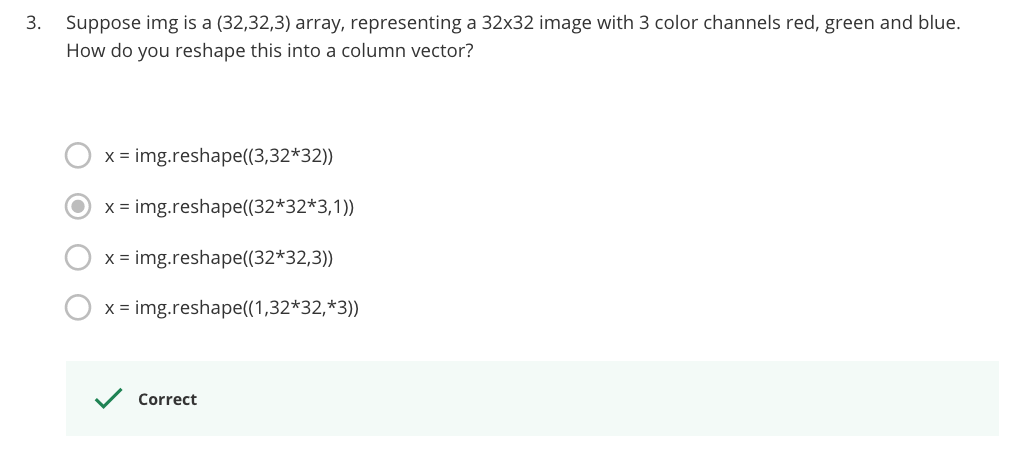 3. Suppose img is a (32,32,3) array, representing a 32x32 image with 3 color channels red, green and blue.
How do you reshape this into a column vector?
x = img.reshape((3,32*32))
x = img.reshape((32*32*3,1))
x = img.reshape((32*32,3))
x = img.reshape((1,32*32,*3))
Correct